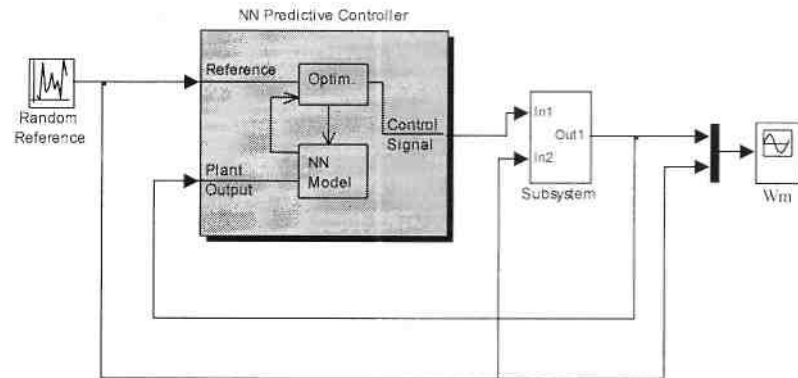 NN Predictive Controller
Reference
Optim.
Random
Reference
Control
Signal
Plant
Output
NN
Model
In1
Out1
In2
Subsystem
Wm